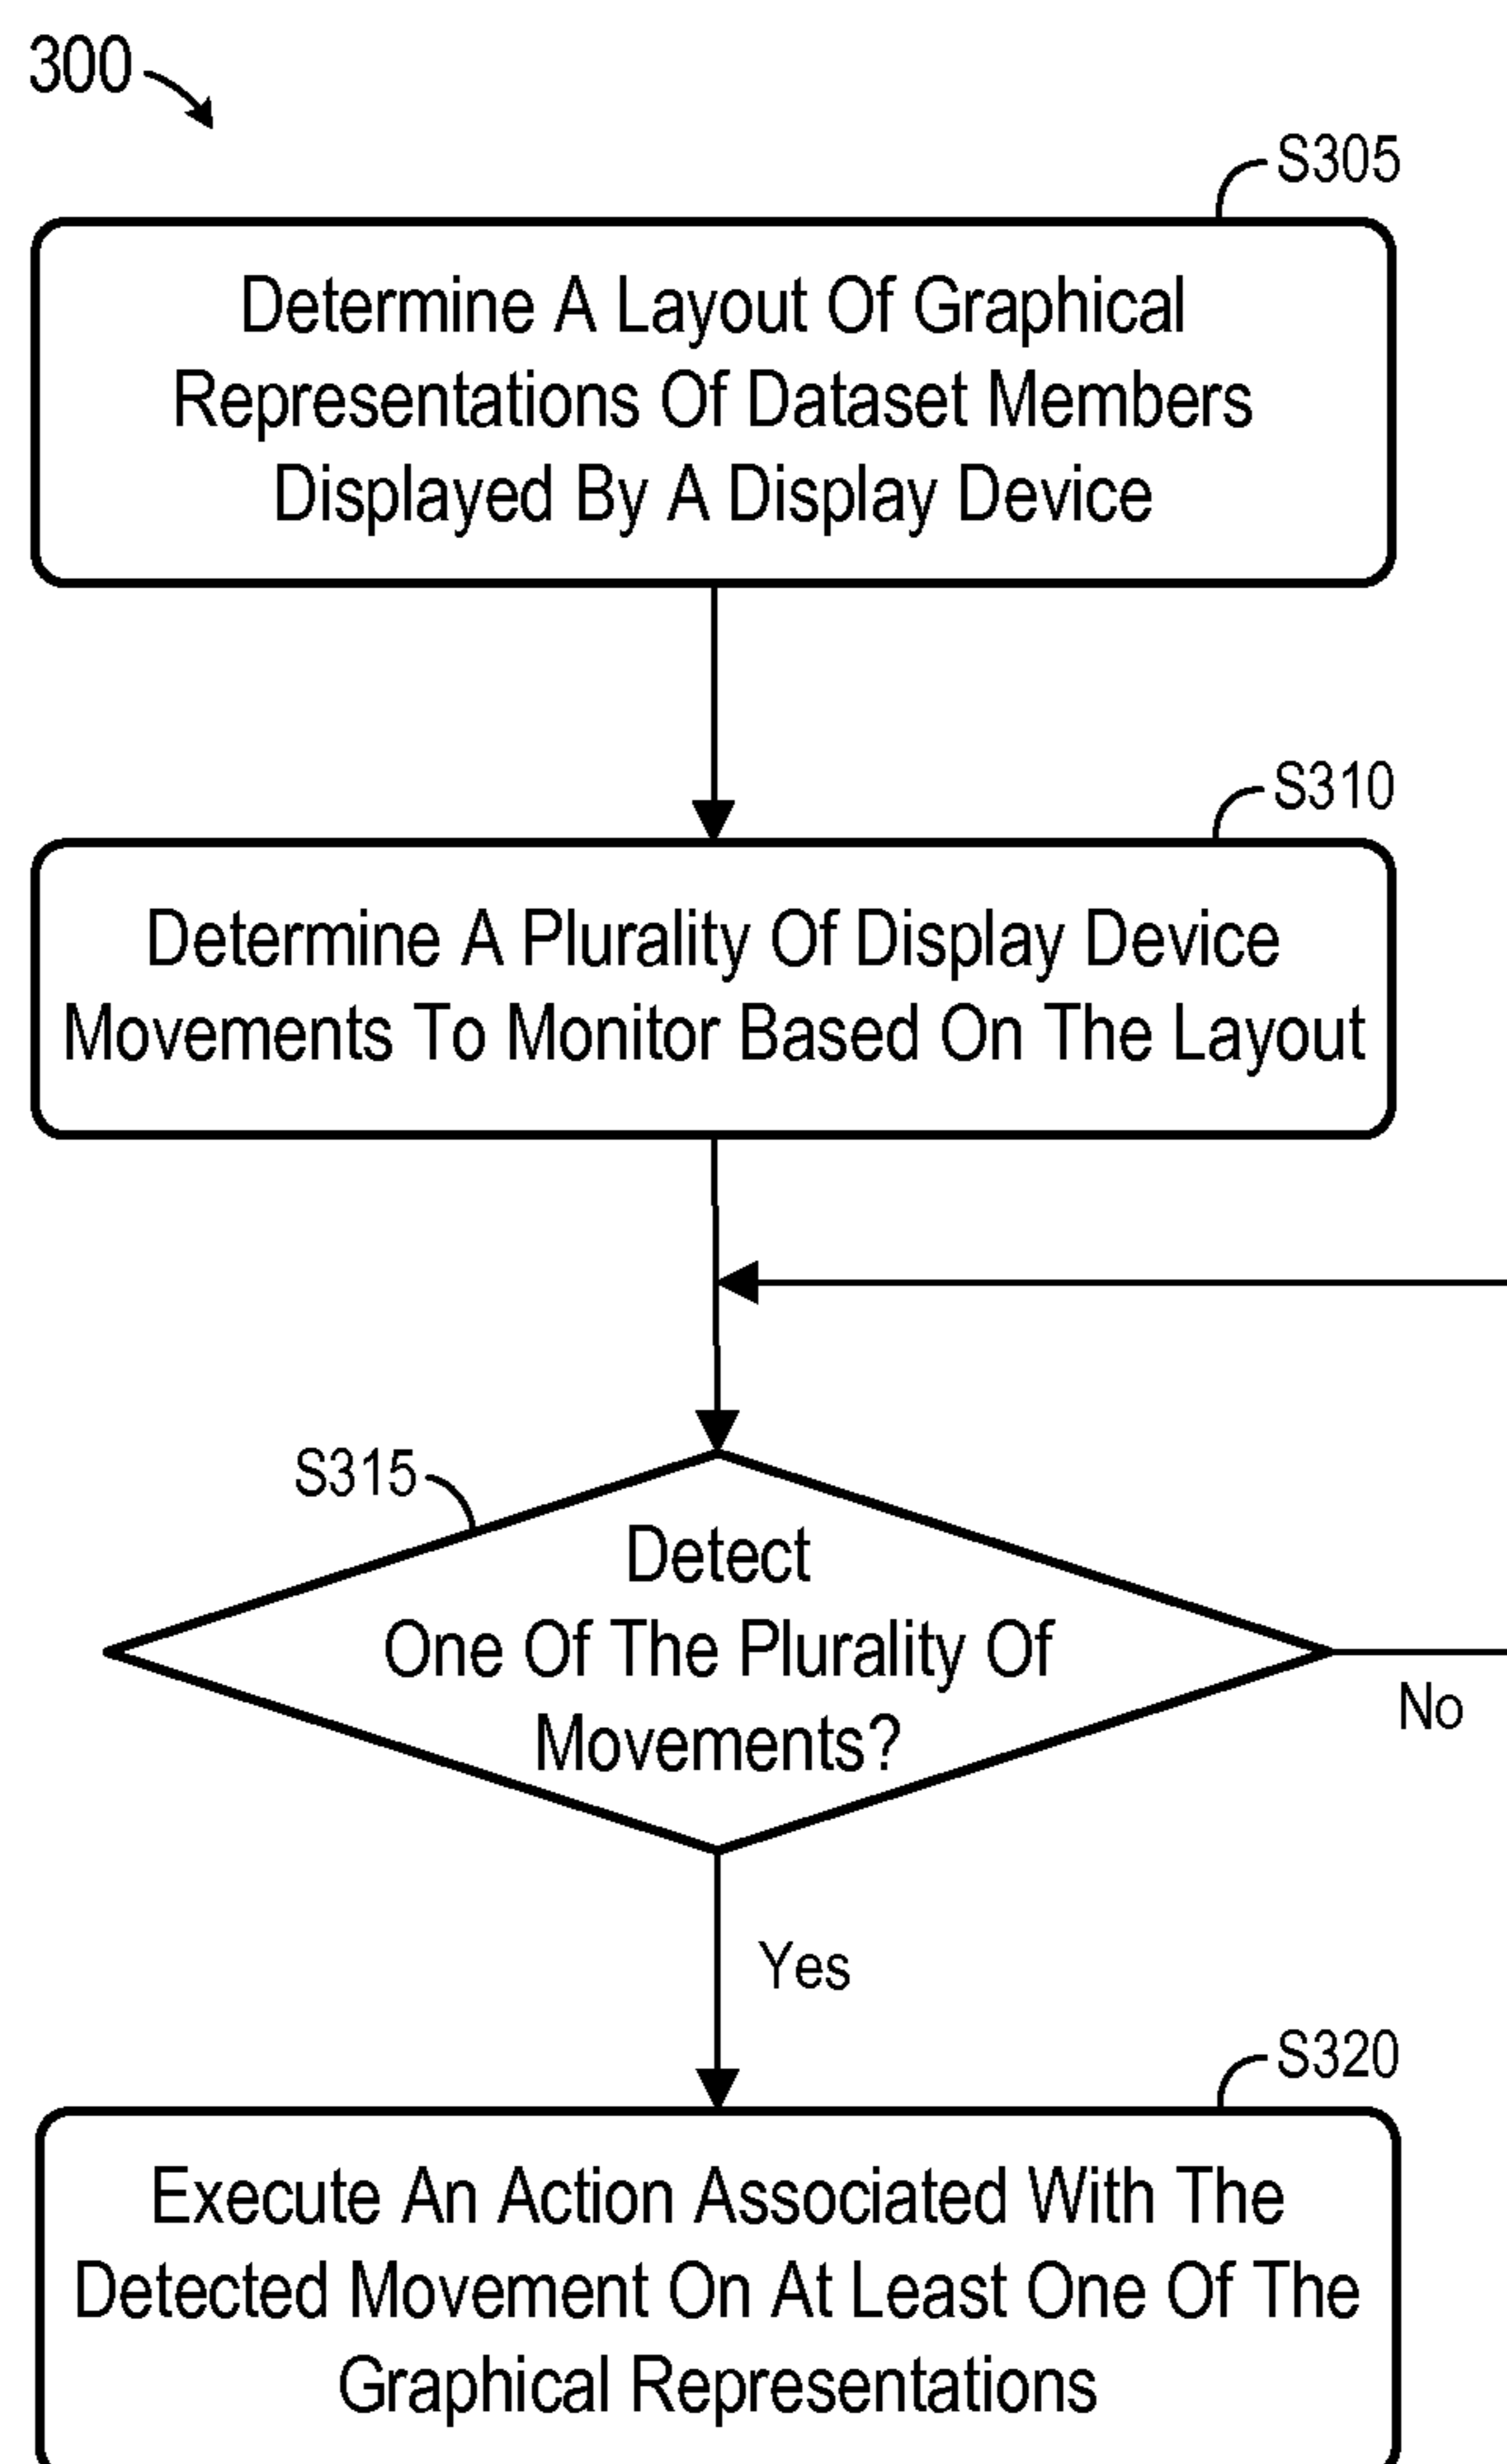 300
S305
Determine A Layout Of Graphical
Representations Of Dataset Members
Displayed By A Display Device
S310
Determine A Plurality Of Display Device
Movements To Monitor Based On The Layout
S315
Detect
One Of The Plurality Of
Movements?
No
Yes
S320
Execute An Action Associated With The
Detected Movement On At Least One Of The
Graphical Representations